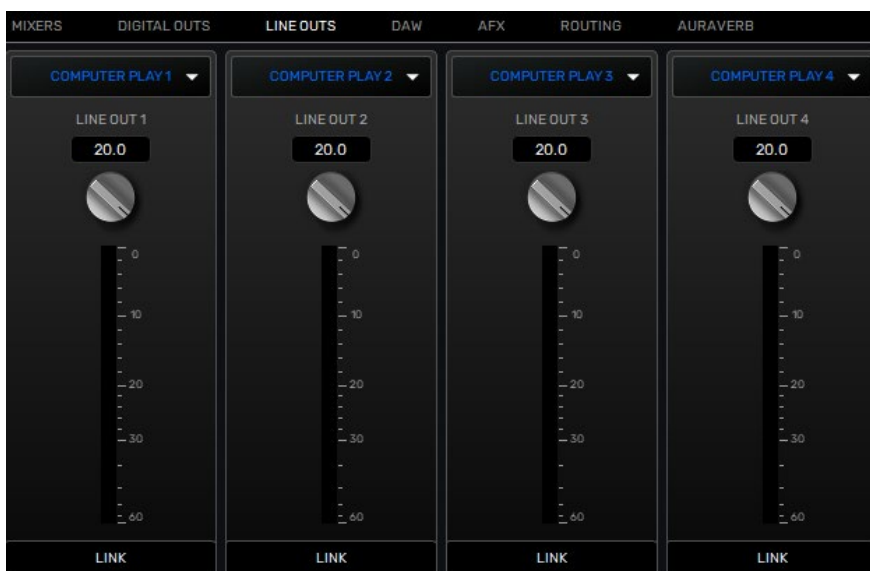 MIXERS DIGITAL OUTS LINE OUTS DAW AFX ROUTING AURAVERB
COMPUTER PLAY 1 COMPUTER PLAY 2 COMPUTER PLAY 3 COMPUTER PLAY 4
LINE OUT 1 LINE OUT 2 LINE OUT 3 LINE OUT 4
20.0 20.0 20.0 20.0
0 0 0 0
10 10 10 10
20 20 20 20
30 30 30 30
60 60 60 60
LINK LINK LINK LINK